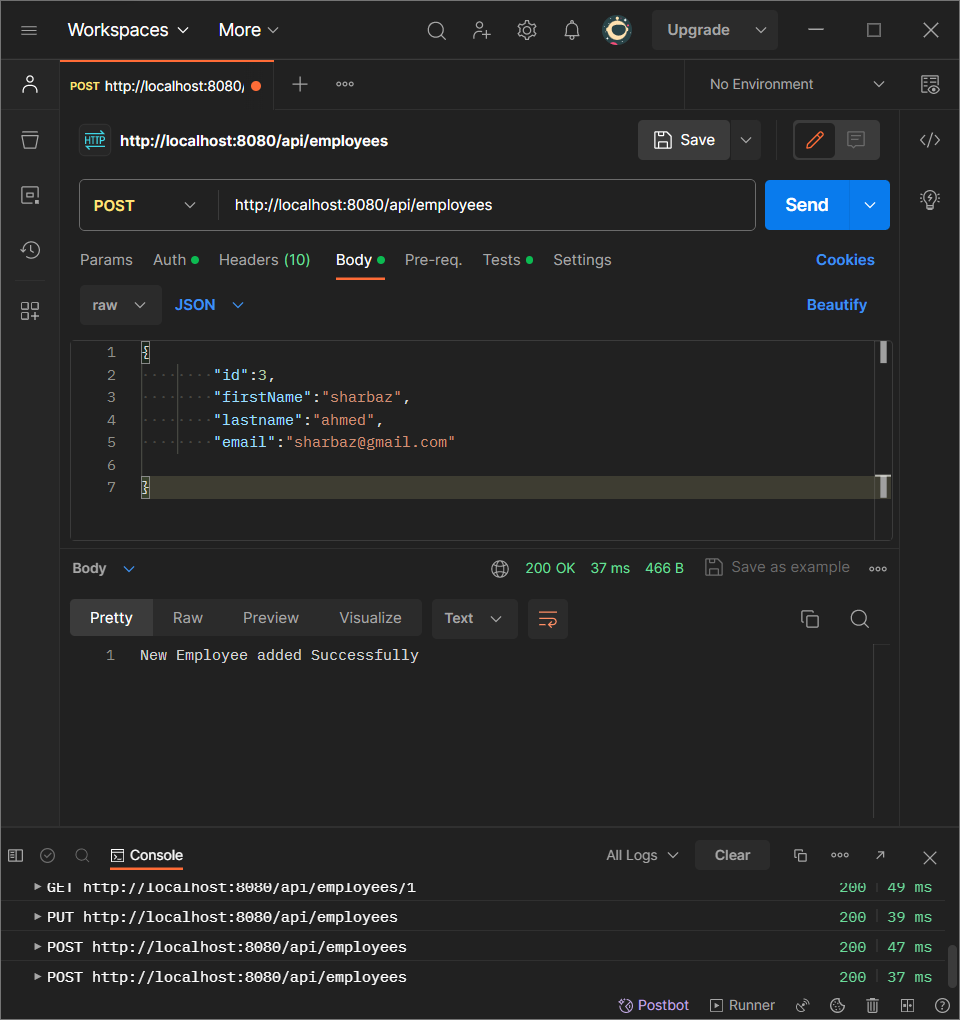 Workspaces More Upgrade
POST http://localhost:8080/ No Environment
HTTP http://localhost:8080/api/employees Save
POST http://localhost:8080/api/employees Send
Params Auth Headers (10) Body Pre-req. Tests Settings Cookies
raw JSON Beautify
1 {
2 "id":3,
3 "firstName":"sharbaz",
4 "lastname":"ahmed",
5 "email":"sharbaz@gmail.com"
6
7 }
Body 200 OK 37 ms 466 B Save as example
Pretty Raw Preview Visualize Text
1 New Employee added Successfully
Console All Logs Clear
GET http://localhost:8080/api/employees/1 200 49 ms
PUT http://localhost:8080/api/employees 200 39 ms
POST http://localhost:8080/api/employees 200 47 ms
POST http://localhost:8080/api/employees 200 37 ms
Postbot Runner